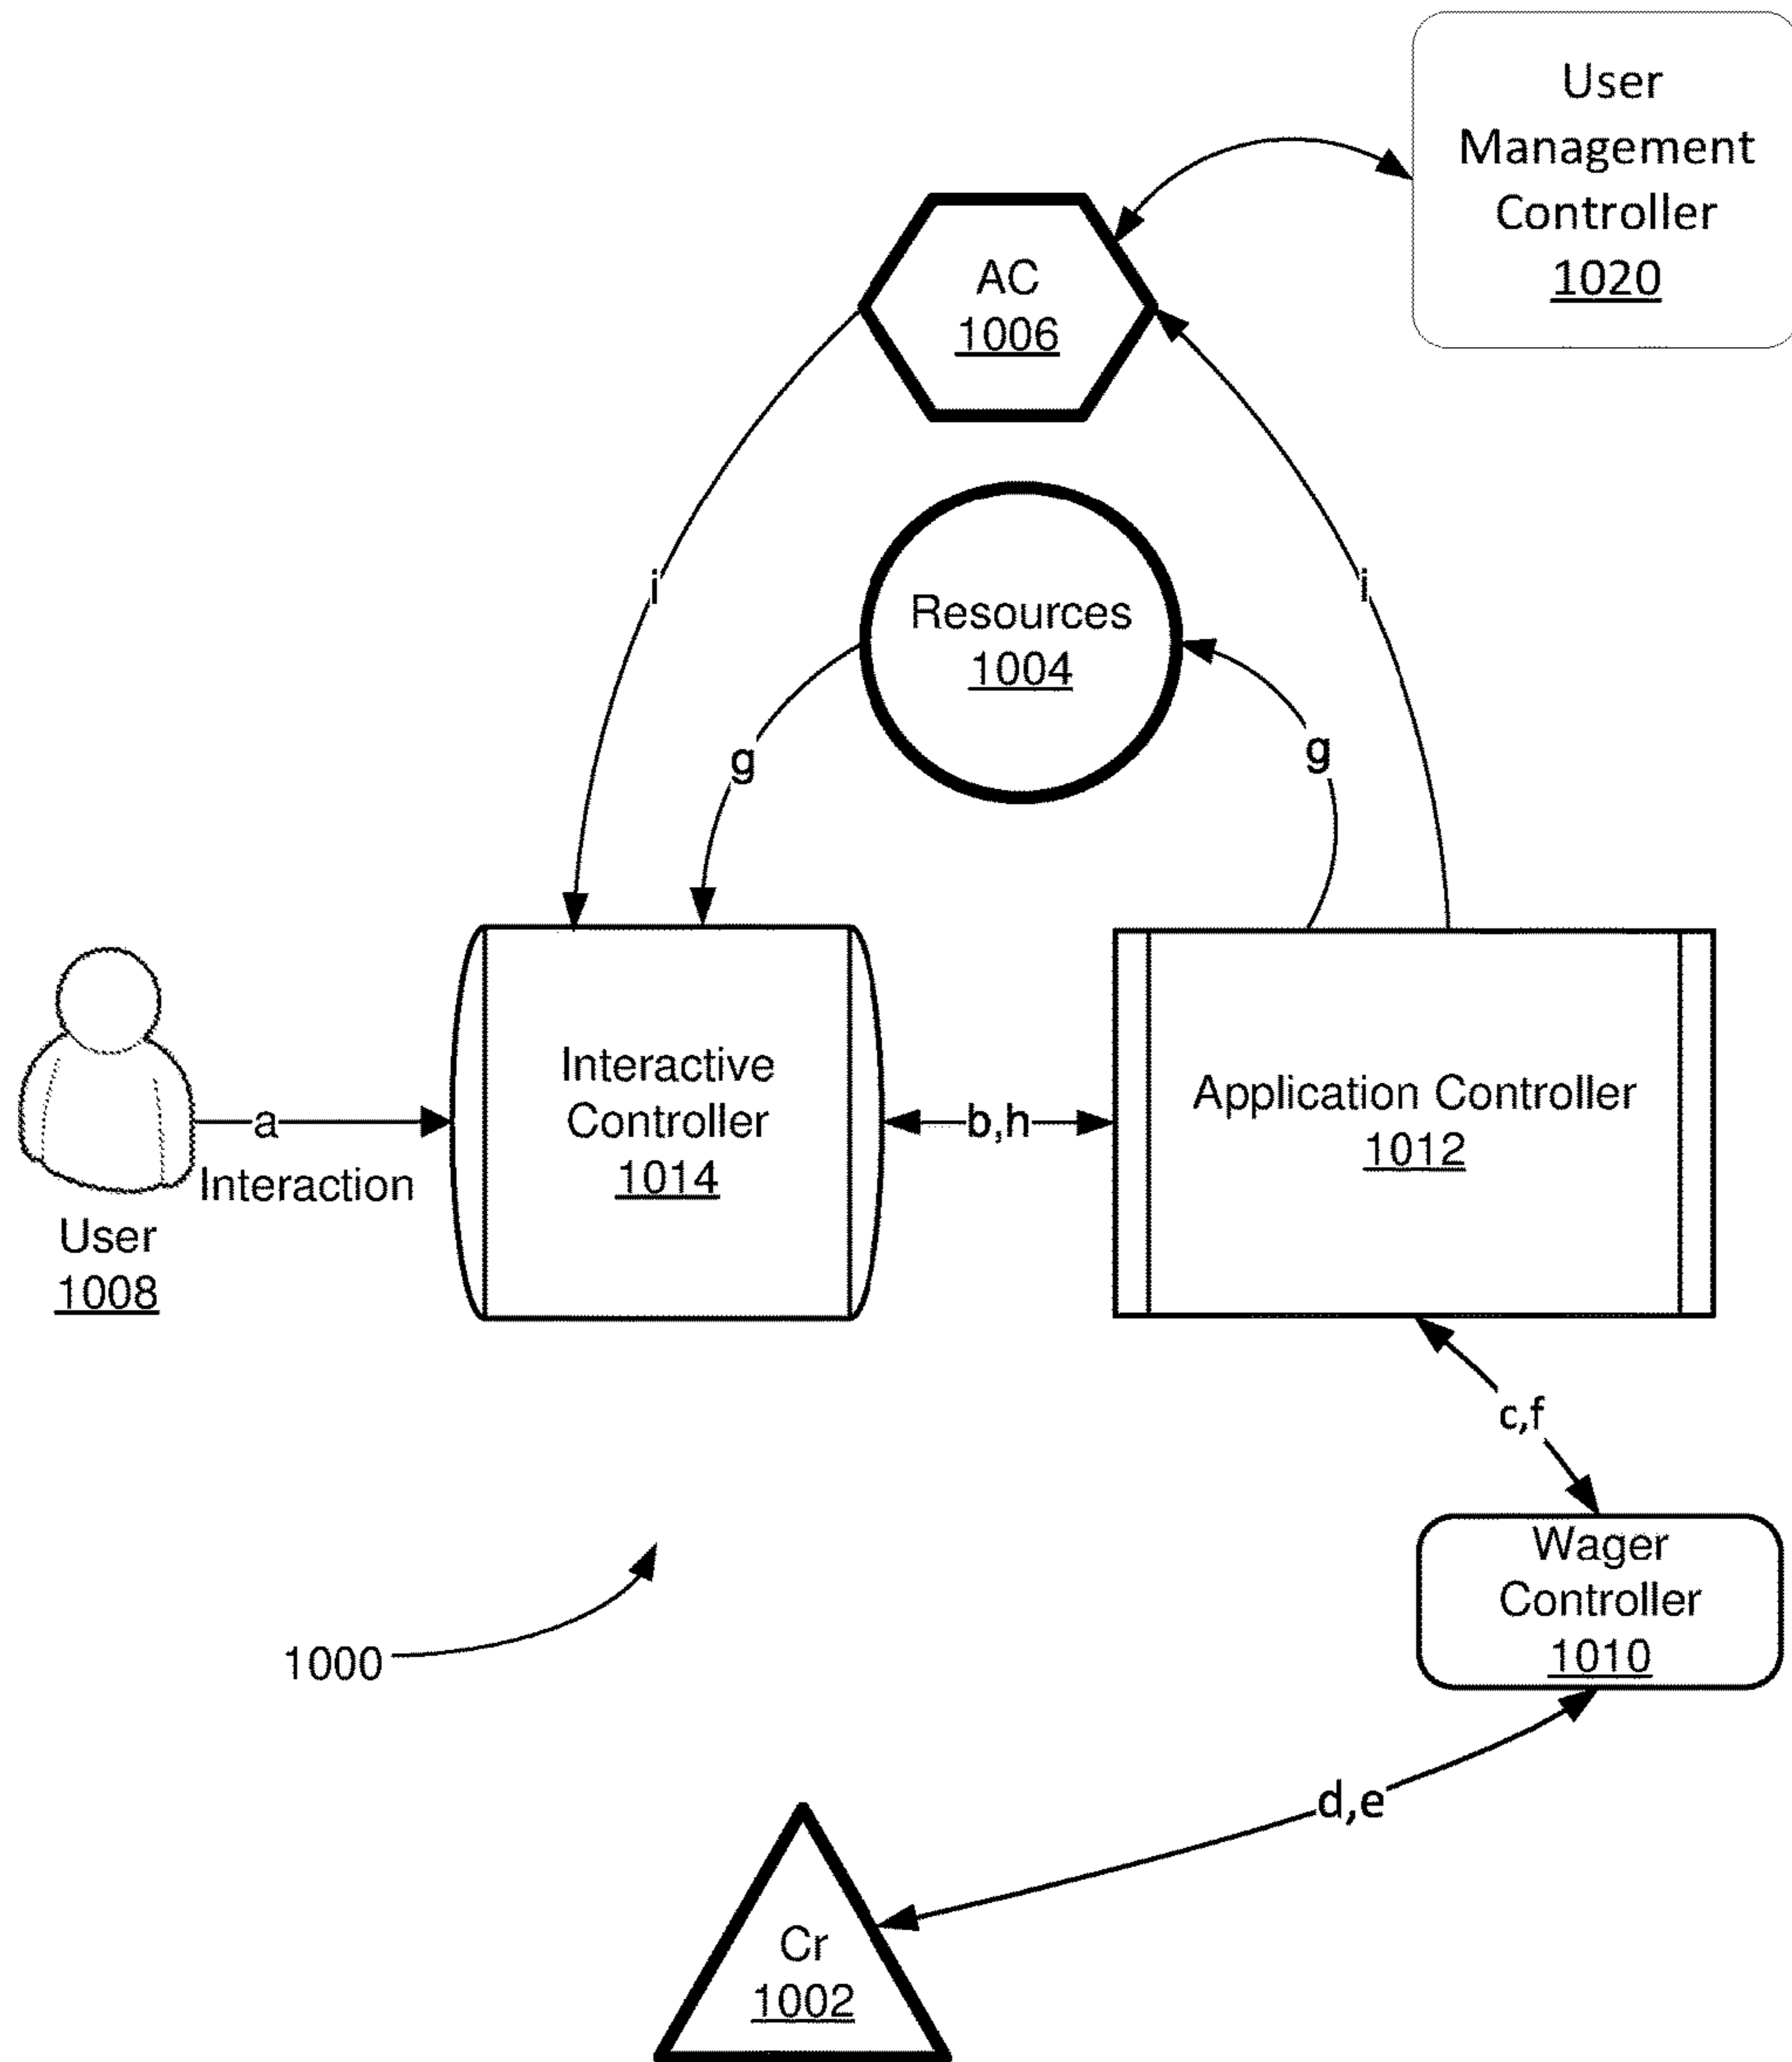 User
Management
Controller
1020
AC
1006
i
i
Resources
1004
g
g
Interactive
Controller
1014
Application Controller
1012
a
b,h
Interaction
User
1008
c,f
Wager
Controller
1010
1000
d,e
Cr
1002